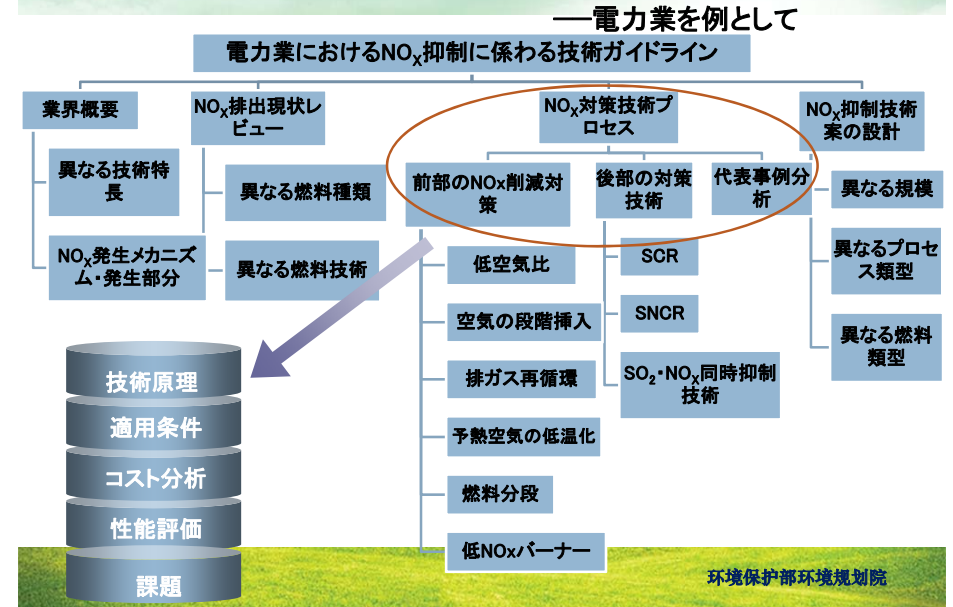 ──電力業を例として
電力業におけるNOX抑制に係わる技術ガイドライン
業界概要
異なる技術特
長
NOX発生メカニズ
ム・発生部分
NOX排出現状レ
ビュー
異なる燃料種類
異なる燃料技術
NOX対策技術プ
ロセス
前部のNOx削減対
策
低空気比
空気の段階挿入
排ガス再循環
予熱空気の低温化
燃料分段
低NOxバーナー
後部の対策
技術
SCR
SNCR
SO2・NOX同時抑制
技術
代表事例分
析
NOX抑制技術
案の設計
異なる規模
異なるプロセ
ス類型
異なる燃料
類型
技術原理
適用条件
コスト分析
性能評価
課題
环境保护部环境规划院